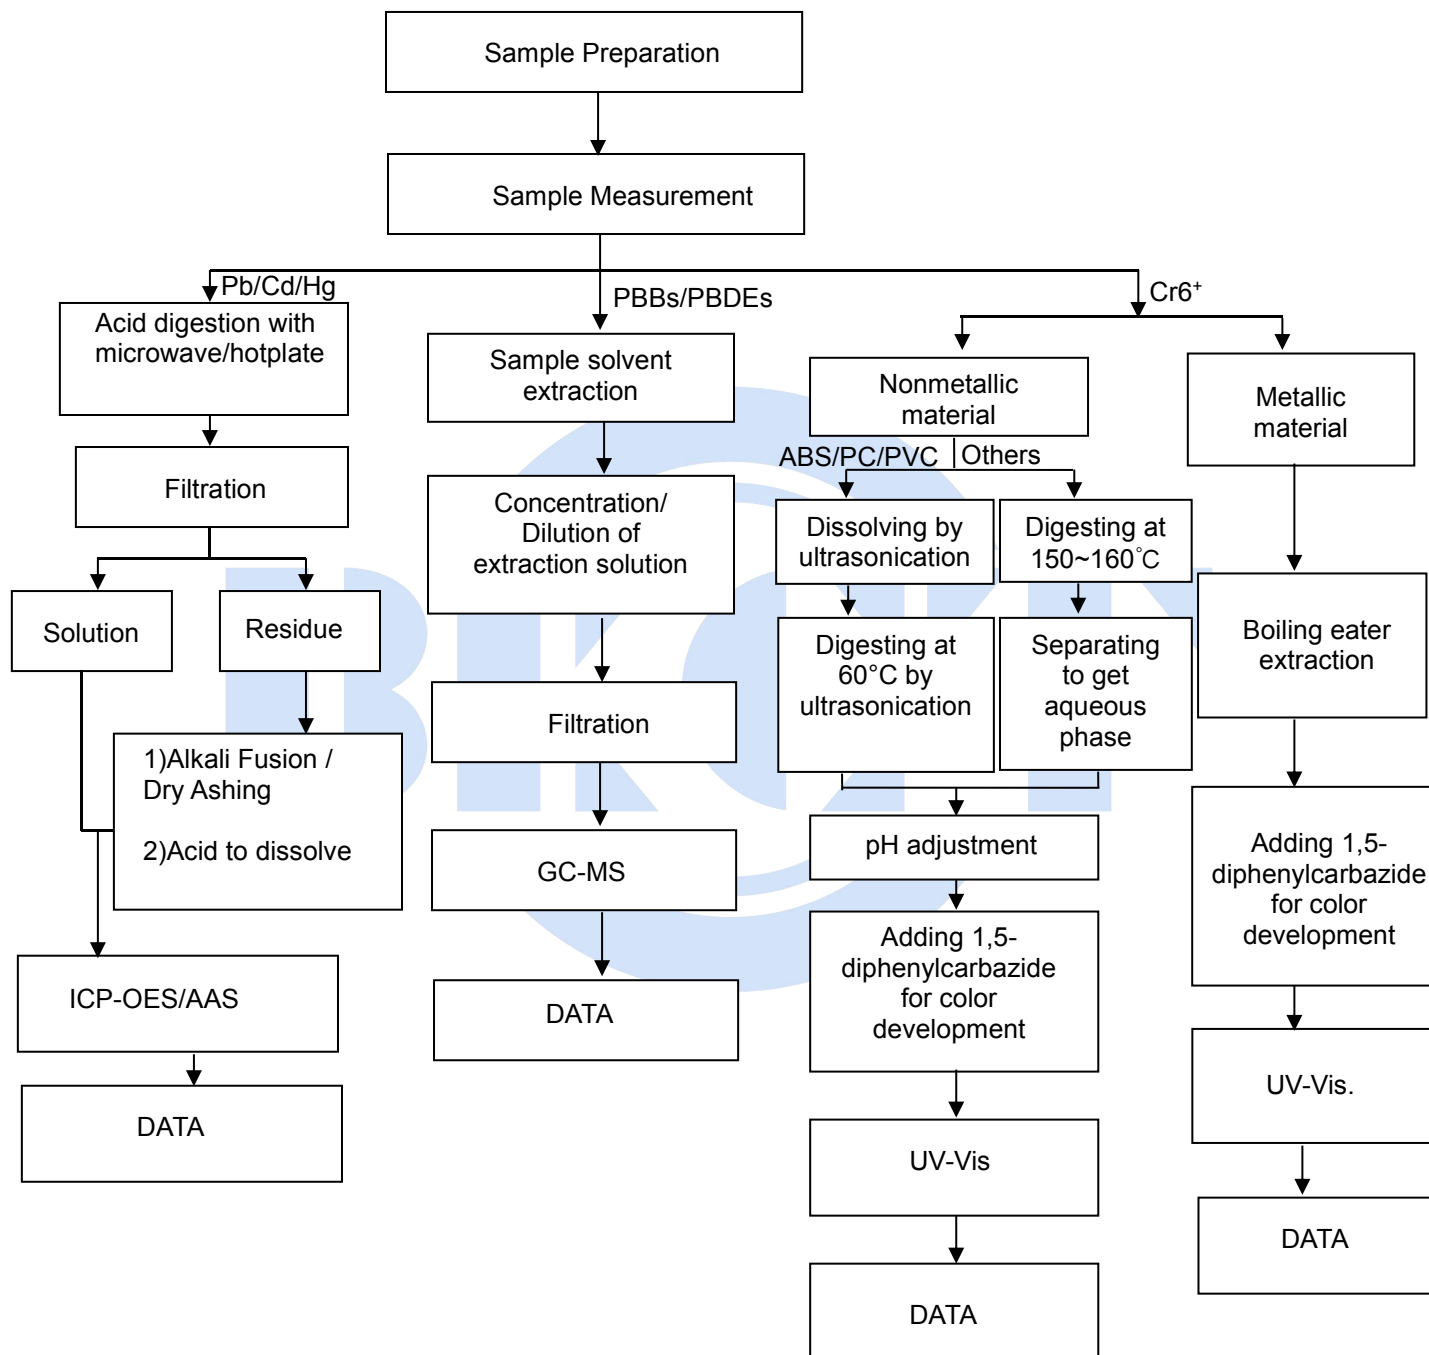 Sample Preparation
Sample Measurement
Pb/Cd/Hg
PBBs/PBDEs
Cr6⁺
Acid digestion with
microwave/hotplate
Filtration
Solution
Residue
1)Alkali Fusion /
Dry Ashing
2)Acid to dissolve
ICP-OES/AAS
DATA
Sample solvent
extraction
Concentration/
Dilution of
extraction solution
Filtration
GC-MS
DATA
Nonmetallic
material
ABS/PC/PVC
Others
Dissolving by
ultrasonication
Digesting at
60°C by
ultrasonication
Digesting at
150~160℃
Separating
to get
aqueous
phase
pH adjustment
Adding 1,5-
diphenylcarbazide
for color
development
UV-Vis
DATA
Metallic
material
Boiling eater
extraction
Adding 1,5-
diphenylcarbazide
for color
development
UV-Vis.
DATA